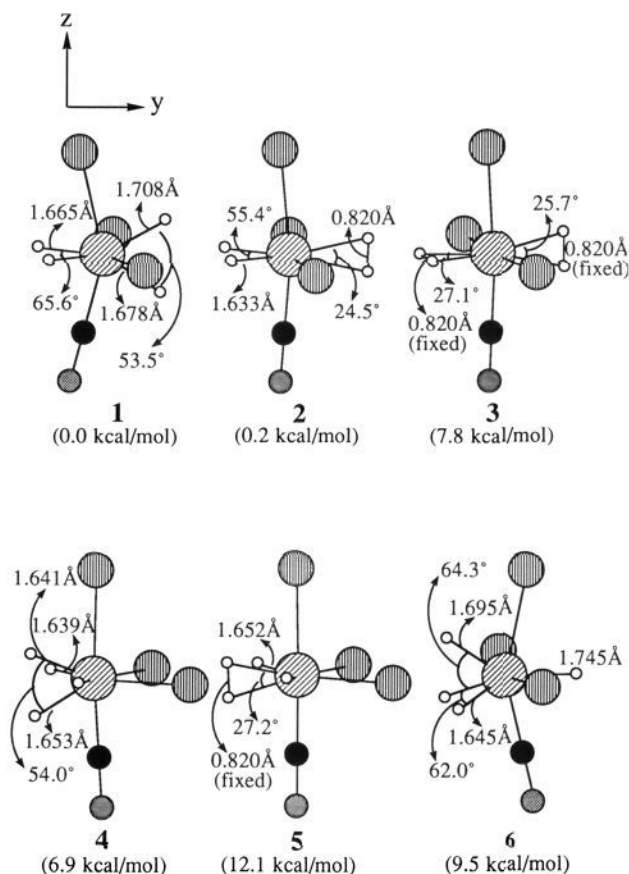 z
y
1.708Å
1.665Å
65.6°
1.678Å
53.5°
1
(0.0 kcal/mol)
55.4°
0.820Å
1.633Å
24.5°
2
(0.2 kcal/mol)
25.7°
0.820Å
(fixed)
27.1°
0.820Å
(fixed)
3
(7.8 kcal/mol)
1.641Å
1.639Å
1.653Å
54.0°
4
(6.9 kcal/mol)
1.652Å
27.2°
0.820Å
(fixed)
5
(12.1 kcal/mol)
64.3°
1.695Å
1.745Å
1.645Å
62.0°
6
(9.5 kcal/mol)